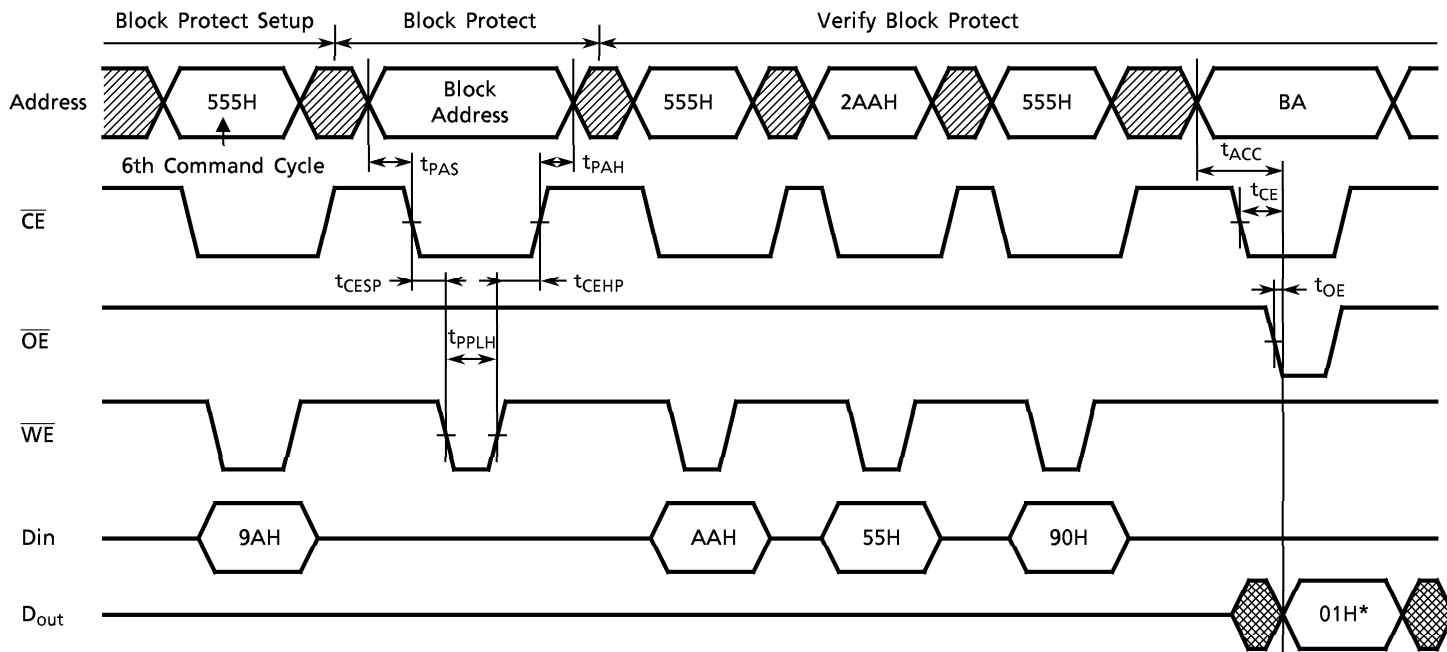 Block Protect Setup Block Protect Verify Block Protect
Address 555H Block Address 555H 2AAH 555H BA
6th Command Cycle tPAS tPAH tACC
CE tCE
tCESP tCEHP tOE
OE tPPLH
WE
Din 9AH AAH 55H 90H
Dout 01H*